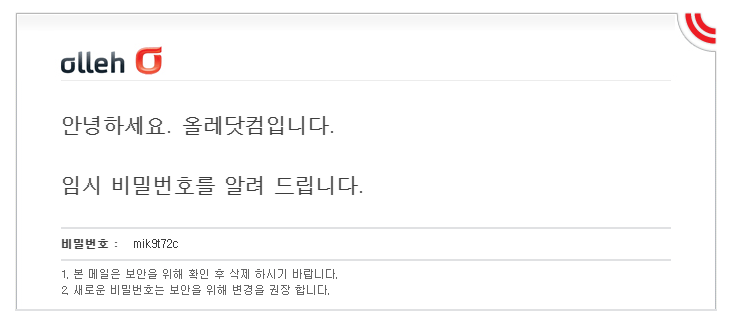 olleh
안녕하세요. 올레닷컴입니다.
임시 비밀번호를 알려 드립니다.
비밀번호 : mik9t72c
1. 본 메일은 보안을 위해 확인 후 삭제 하시기 바랍니다.
2. 새로운 비밀번호는 보안을 위해 변경을 권장 합니다.